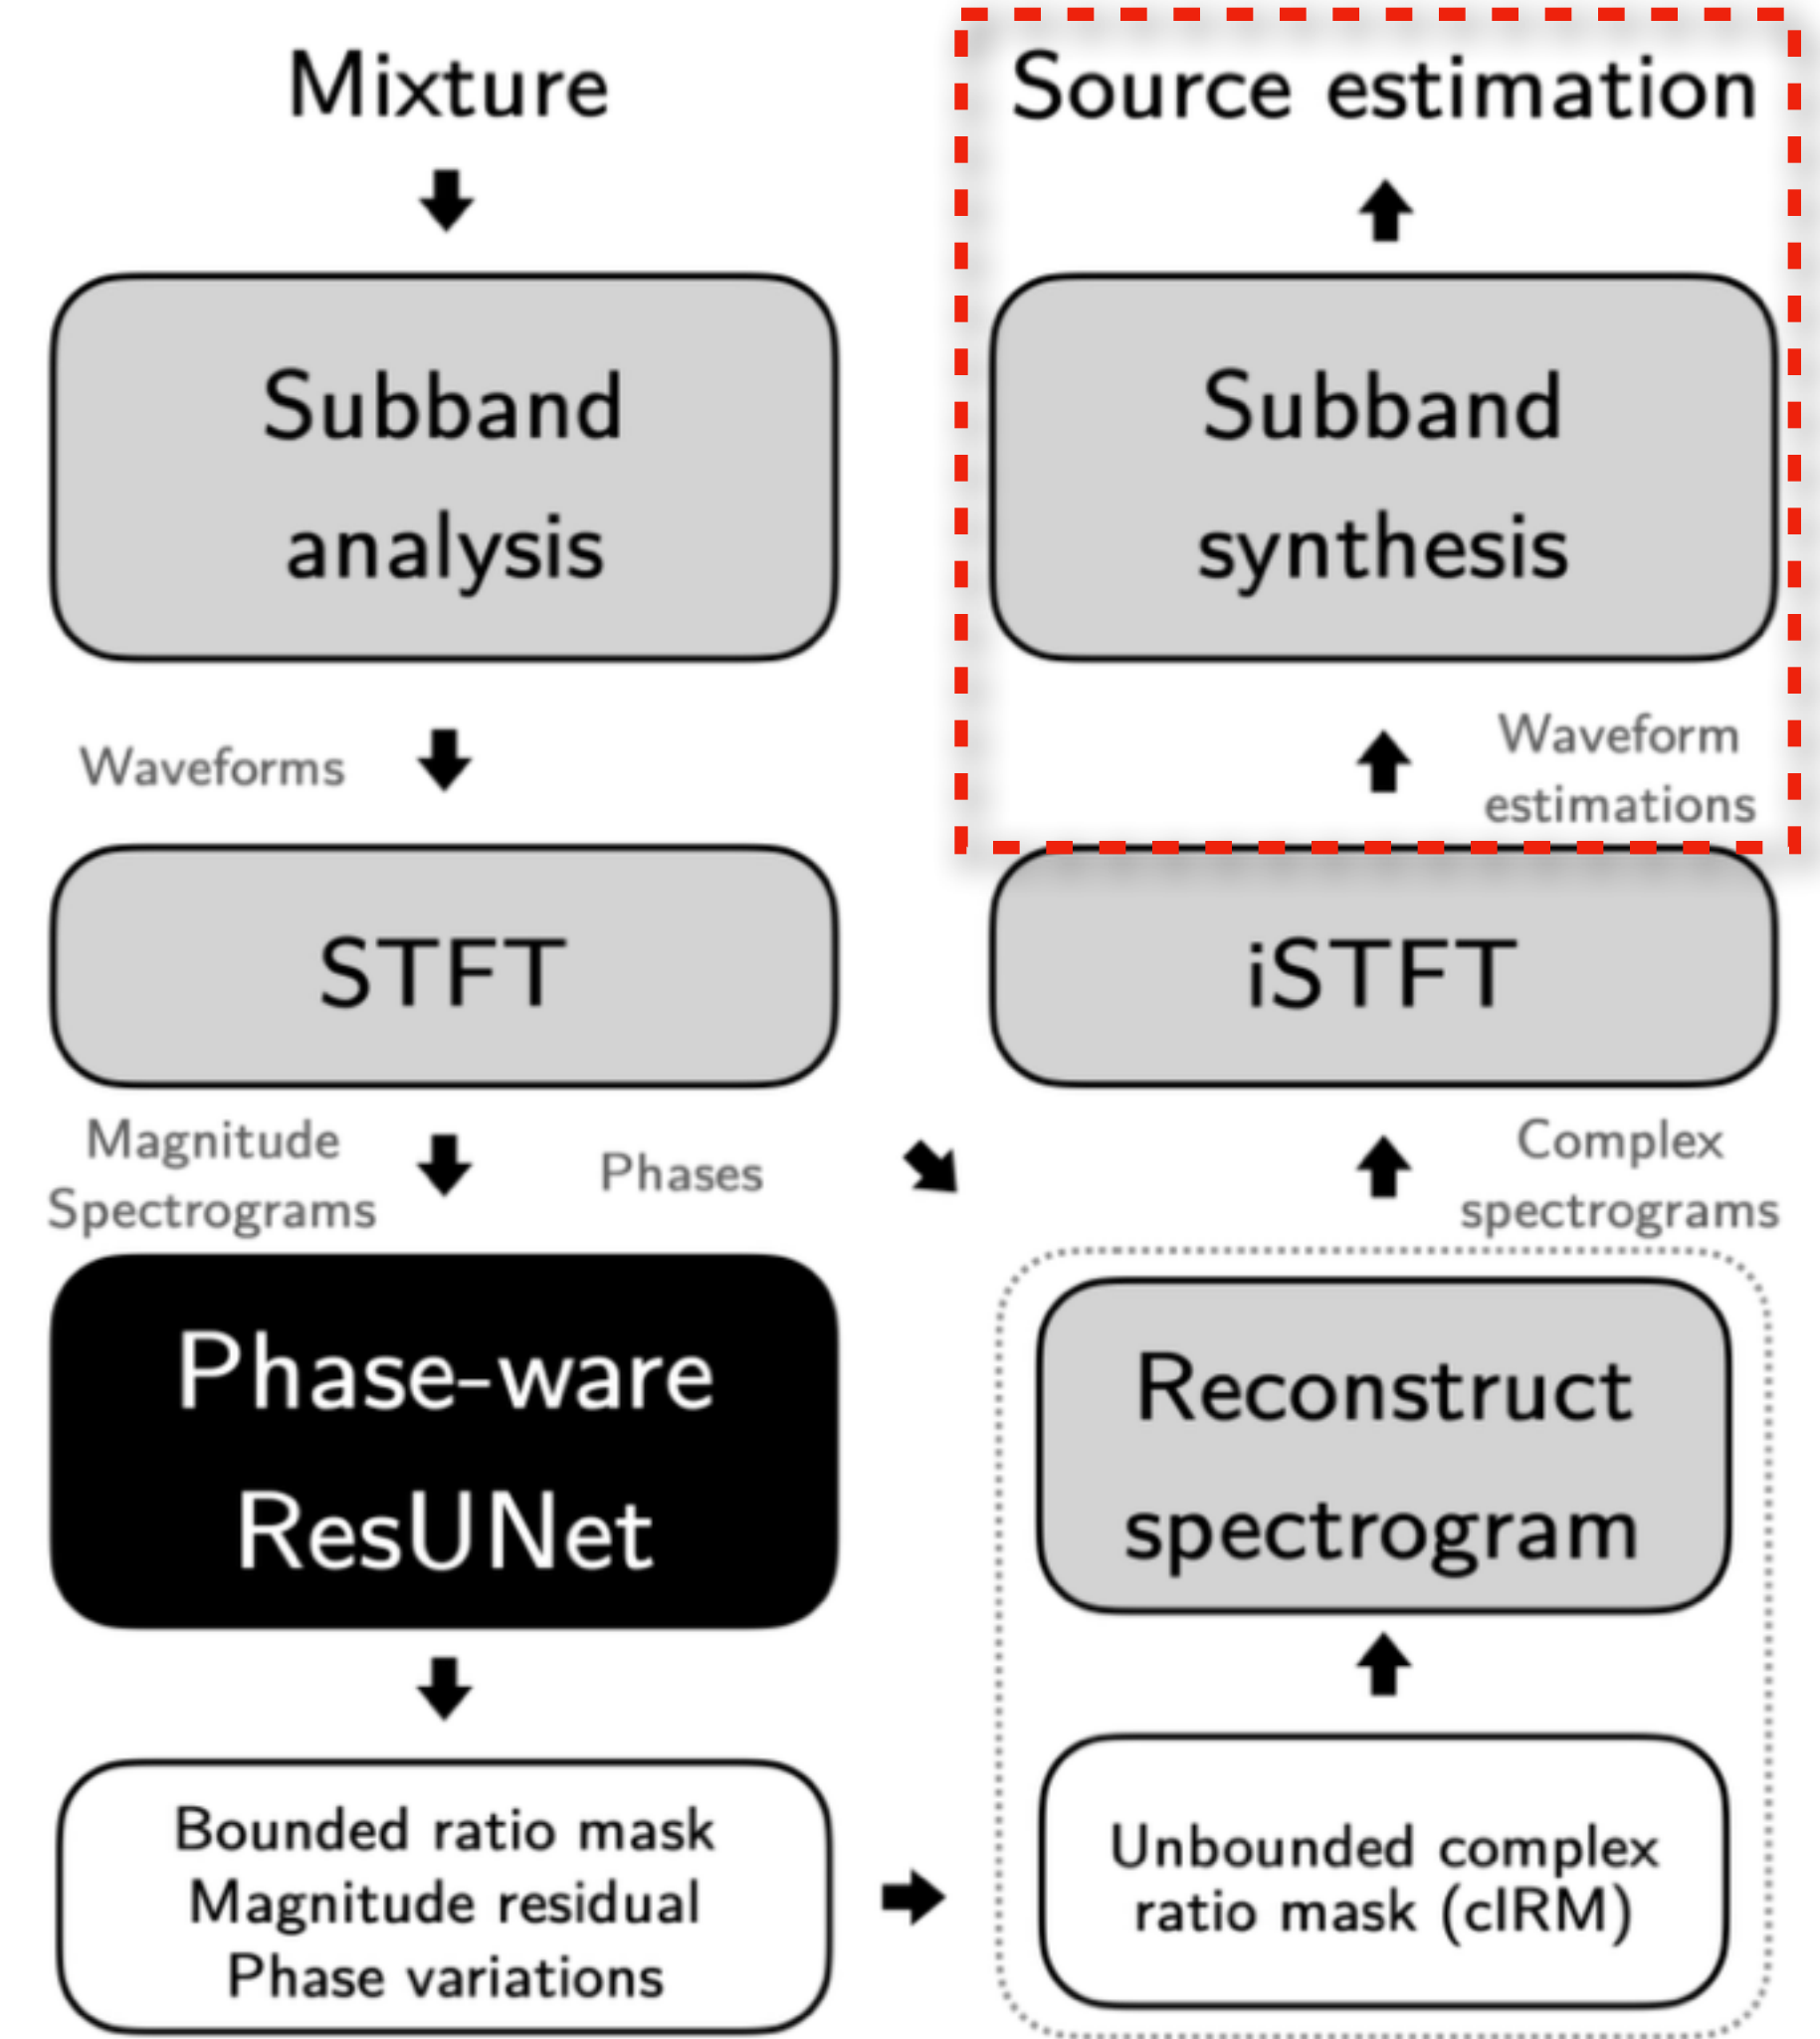 Mixture
Subband
analysis
Waveforms
STFT
Magnitude
Spectrograms
Phases
Phase-ware
ResUNet
Bounded ratio mask
Magnitude residual
Phase variations
Source estimation
Subband
synthesis
Waveform
estimations
iSTFT
Complex
spectrograms
Reconstruct
spectrogram
Unbounded complex
ratio mask (cIRM)